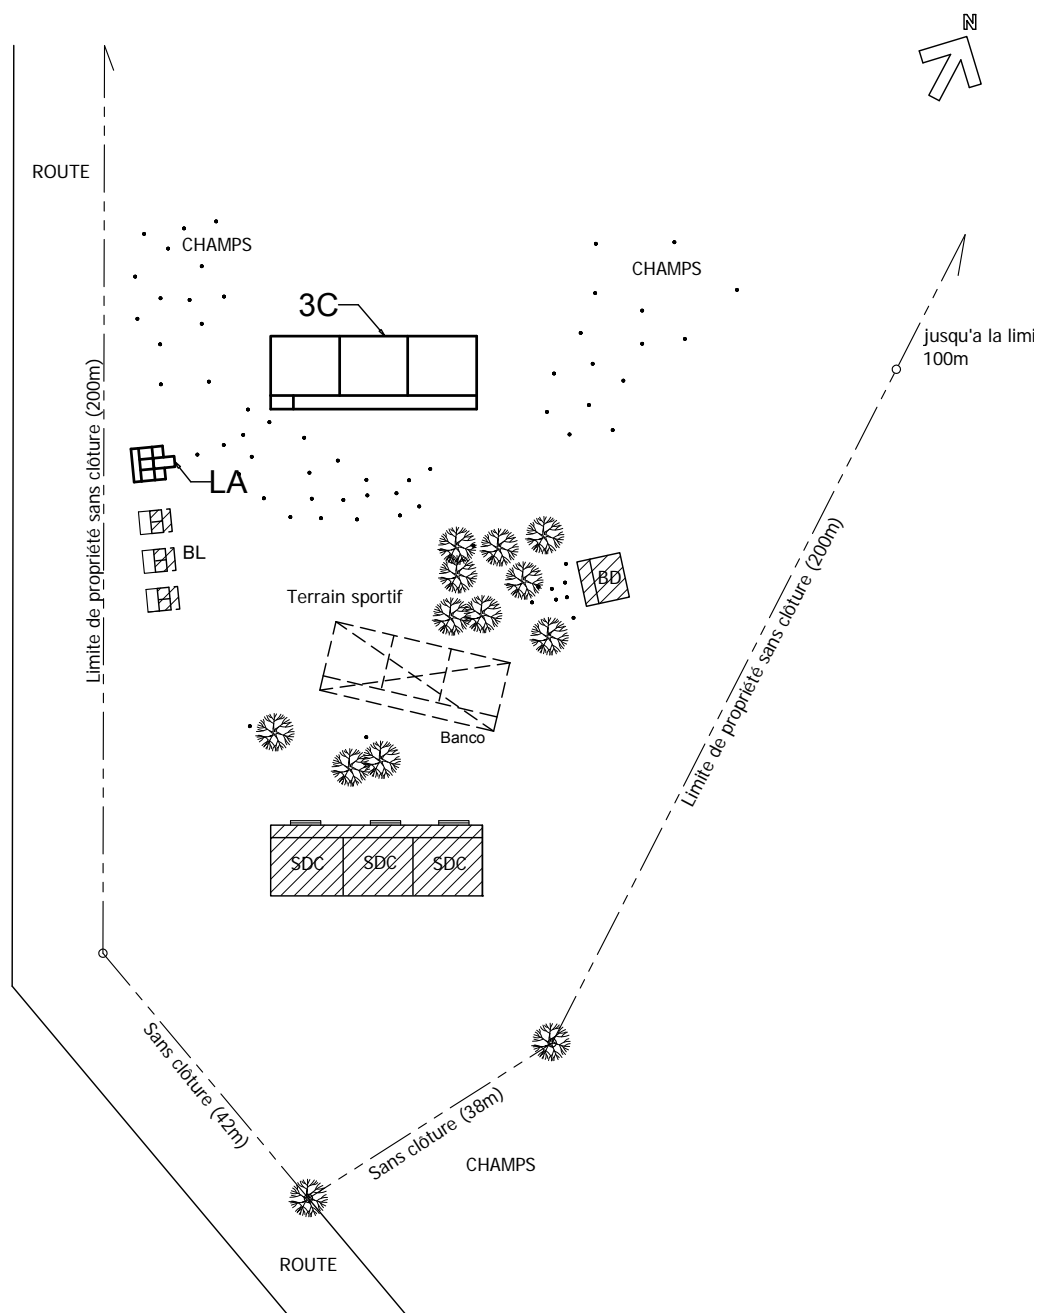 N
ROUTE
CHAMPS
CHAMPS
3C
jusqu'a la limi
100m
Limite de propriété sans clôture (200m)
LA
BL
BD
Terrain sportif
Limite de propriété sans clôture (200m)
Banco
SDC SDC SDC
Sans clôture (42m)
Sans clôture (38m)
CHAMPS
ROUTE